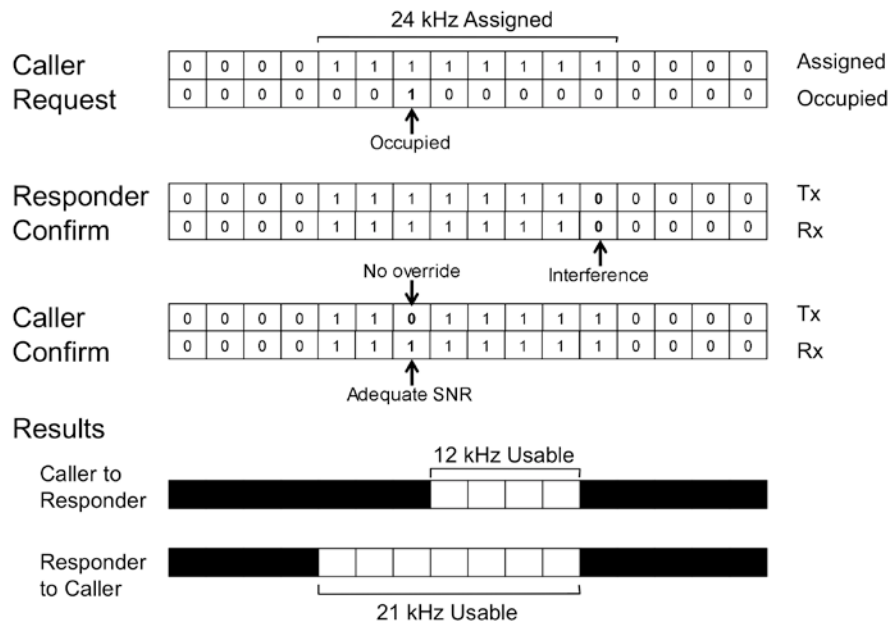 24 kHz Assigned
Caller Request
0 0 0 0 1 1 1 1 1 1 1 1 0 0 0 0 Assigned
0 0 0 0 0 0 1 0 0 0 0 0 0 0 0 0 Occupied
Occupied
Responder Confirm
0 0 0 0 1 1 1 1 1 1 1 0 0 0 0 0 Tx
0 0 0 0 1 1 1 1 1 1 1 0 0 0 0 0 Rx
No override
Interference
Caller Confirm
0 0 0 0 1 1 0 1 1 1 1 1 0 0 0 0 Tx
0 0 0 0 1 1 1 1 1 1 1 1 0 0 0 0 Rx
Adequate SNR
Results
12 kHz Usable
Caller to
Responder
Responder
to Caller
21 kHz Usable